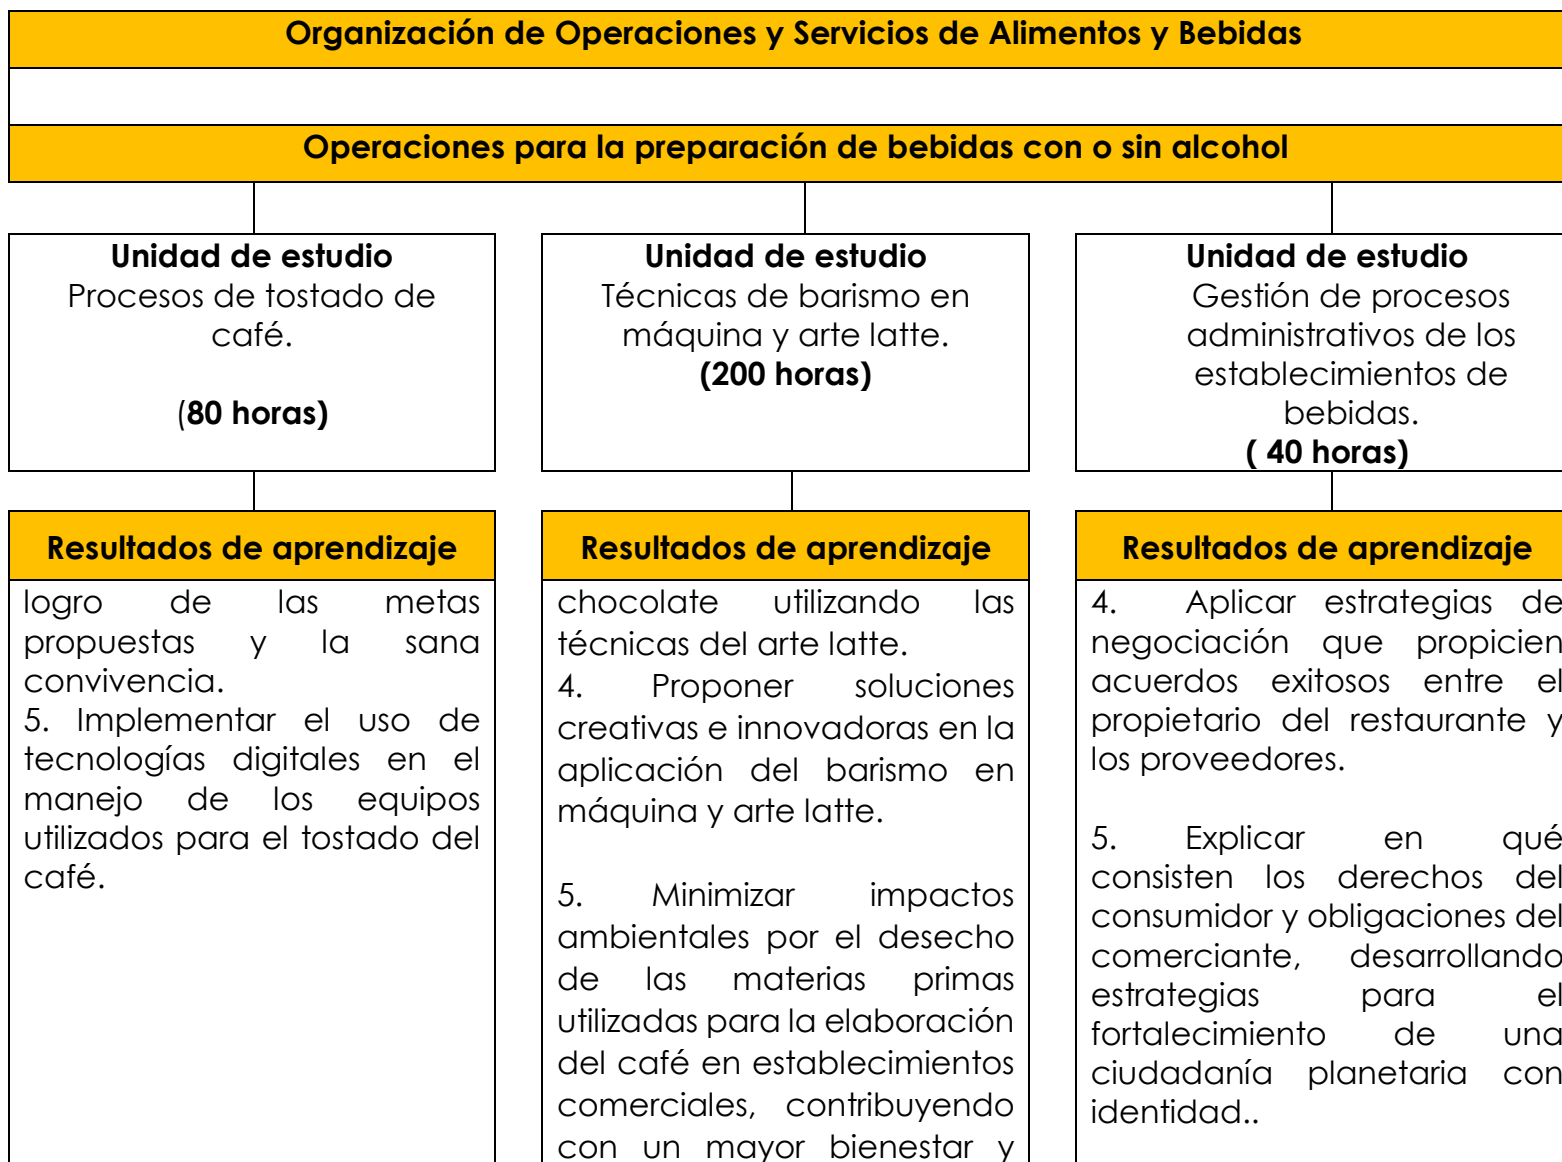 Organización de Operaciones y Servicios de Alimentos y Bebidas
Operaciones para la preparación de bebidas con o sin alcohol
Unidad de estudio
Procesos de tostado de
café.
(80 horas)
Unidad de estudio
Técnicas de barismo en
máquina y arte latte.
(200 horas)
Unidad de estudio
Gestión de procesos
administrativos de los
establecimientos de
bebidas.
( 40 horas)
Resultados de aprendizaje
logro de las metas
propuestas y la sana
convivencia.
5. Implementar el uso de
tecnologías digitales en el
manejo de los equipos
utilizados para el tostado del
café.
Resultados de aprendizaje
chocolate utilizando las
técnicas del arte latte.
4. Proponer soluciones
creativas e innovadoras en la
aplicación del barismo en
máquina y arte latte.
5. Minimizar impactos
ambientales por el desecho
de las materias primas
utilizadas para la elaboración
del café en establecimientos
comerciales, contribuyendo
con un mayor bienestar y
Resultados de aprendizaje
4. Aplicar estrategias de
negociación que propicien
acuerdos exitosos entre el
propietario del restaurante y
los proveedores.
5. Explicar en qué
consisten los derechos del
consumidor y obligaciones del
comerciante, desarrollando
estrategias para el
fortalecimiento de una
ciudadanía planetaria con
identidad..